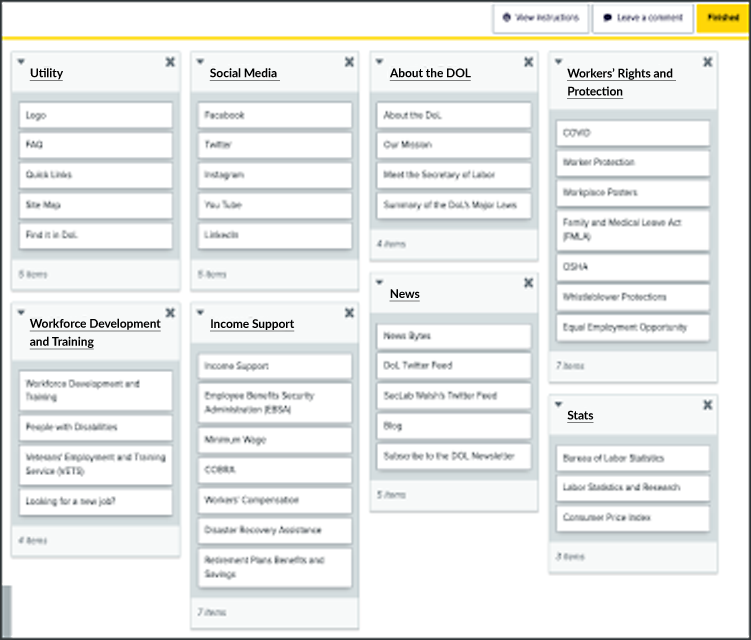 View instructions
Leave a comment
Finished
Utility
Logo
FAQ
Quick Links
Site Map
Find it in DoL
5 items
Social Media
Facebook
Twitter
Instagram
You Tube
LinkedIn
5 items
About the DOL
About the DoL
Our Mission
Meet the Secretary of Labor
Summary of the DoL's Major Laws
4 items
Workers' Rights and
Protection
COVID
Worker Protection
Workplace Posters
Family and Medical Leave Act
(FMLA)
OSHA
Whistleblower Protections
Equal Employment Opportunity
7 items
Workforce Development
and Training
Workforce Development and
Training
People with Disabilities
Veterans' Employment and Training
Service (VETS)
Looking for a new job?
4 items
Income Support
Income Support
Employee Benefits Security
Administration (EBSA)
Minimum Wage
COBRA
Workers' Compensation
Disaster Recovery Assistance
Retirement Plans Benefits and
Savings
7 items
News
News Bytes
DoL Twitter Feed
SecLab Walsh's Twitter Feed
Blog
Subscribe to the DOL Newsletter
5 items
Stats
Bureau of Labor Statistics
Labor Statistics and Research
Consumer Price Index
3 items